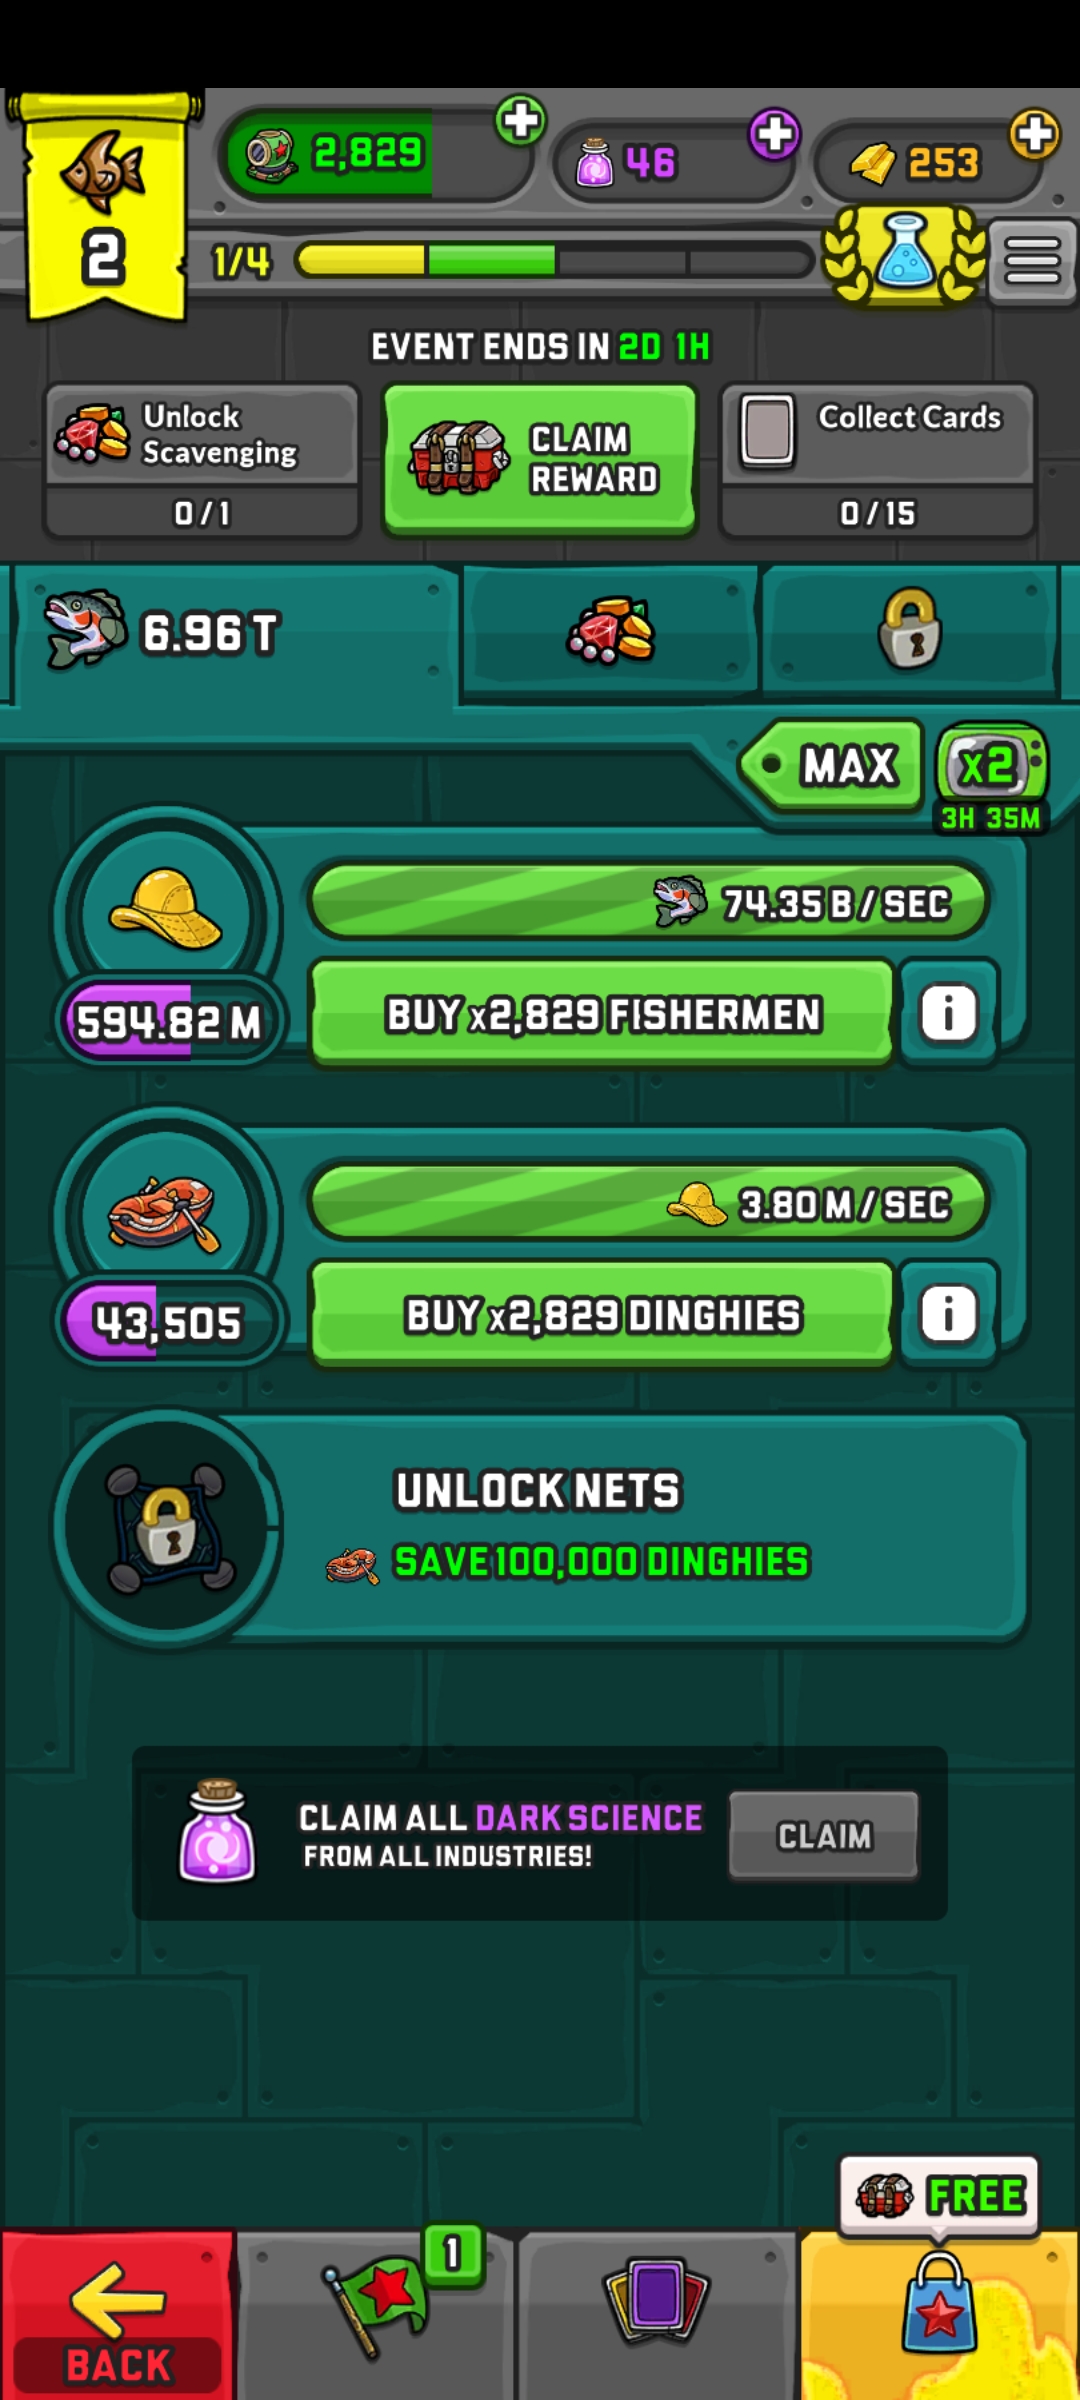 2,829
46
253
2
1/4
EVENT ENDS IN 2D 1H
Unlock
Scavenging
0/1
CLAIM
REWARD
Collect Cards
0/15
6.96 T
MAX
x2
3H 35M
74.35 B / SEC
594.82 M
BUY x2,829 FISHERMEN
i
3.80 M / SEC
43,505
BUY x2,829 DINGHIES
i
UNLOCK NETS
SAVE 100,000 DINGHIES
CLAIM ALL DARK SCIENCE
FROM ALL INDUSTRIES!
CLAIM
FREE
1
BACK